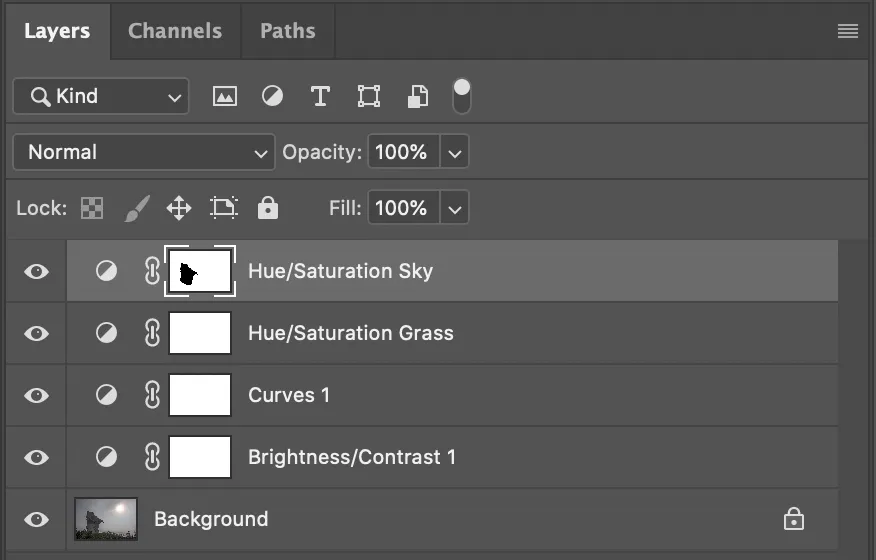 Layers Channels Paths
Kind
Normal Opacity: 100%
Lock: Fill: 100%
Hue/Saturation Sky
Hue/Saturation Grass
Curves 1
Brightness/Contrast 1
Background